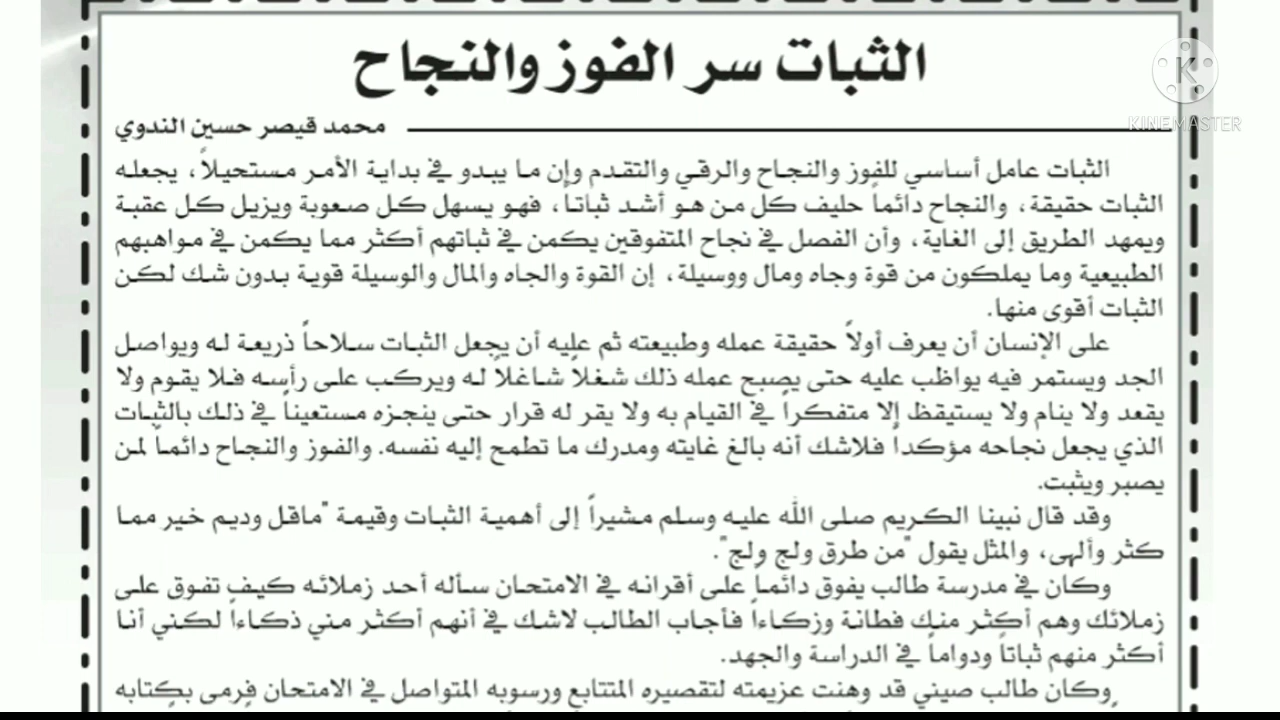 الثبات سر الفوز والنجاح
محمد قيصر حسين الندوي
KINEMASTER
الثبات عامل أساسي للفوز والنجاح والرقي والتقدم وإن ما يبدو في بداية الأمر مستحيلاً، يجعله
الثبات حقيقة، والنجاح دائماً حليف كل من هو أشد ثباتاً، فهو يسهل كل صعوبة ويزيل كل عقبة
ويمهد الطريق إلى الغاية، وأن الفصل في نجاح المتفوقين يكمن في ثباتهم أكثر مما يكمن في مواهبهم
الطبيعية وما يملكون من قوة وجاه ومال ووسيلة، إن القوة والجاه والمال والوسيلة قوية بدون شك لكن
الثبات أقوى منها.
على الإنسان أن يعرف أولاً حقيقة عمله وطبيعته ثم عليه أن يجعل الثبات سلاحاً ذريعة له ويواصل
الجد ويستمر فيه يواظب عليه حتى يصبح عمله ذلك شغلاً شاغلاً له ويركب على رأسه فلا يقوم ولا
يقعد ولا ينام ولا يستيقظ إلا متفكراً في القيام به ولا يقر له قرار حتى ينجزه مستعيناً في ذلك بالثبات
الذي يجعل نجاحه مؤكداً فلاشك أنه بالغ غايته ومدرك ما تطمح إليه نفسه. والفوز والنجاح دائماً لمن
يصبر ويثبت.
وقد قال نبينا الكريم صلى الله عليه وسلم مشيراً إلى أهمية الثبات وقيمة "ماقل وديم خير مما
كثر وألهى، والمثل يقول "من طرق ولج ولج".
وكان في مدرسة طالب يفوق دائماً على أقرانه في الامتحان سأله أحد زملائه كيف تفوق على
زملائك وهم أكثر منك فطانة وزكاءاً فأجاب الطالب لاشك في أنهم أكثر مني ذكاءاً لكني أنا
أكثر منهم ثباتاً ودواماً في الدراسة والجهد.
وكان طالب صيني قد وهنت عزيمته لتقصيره المتتابع ورسوبه المتواصل في الامتحان فرمى بكتابه